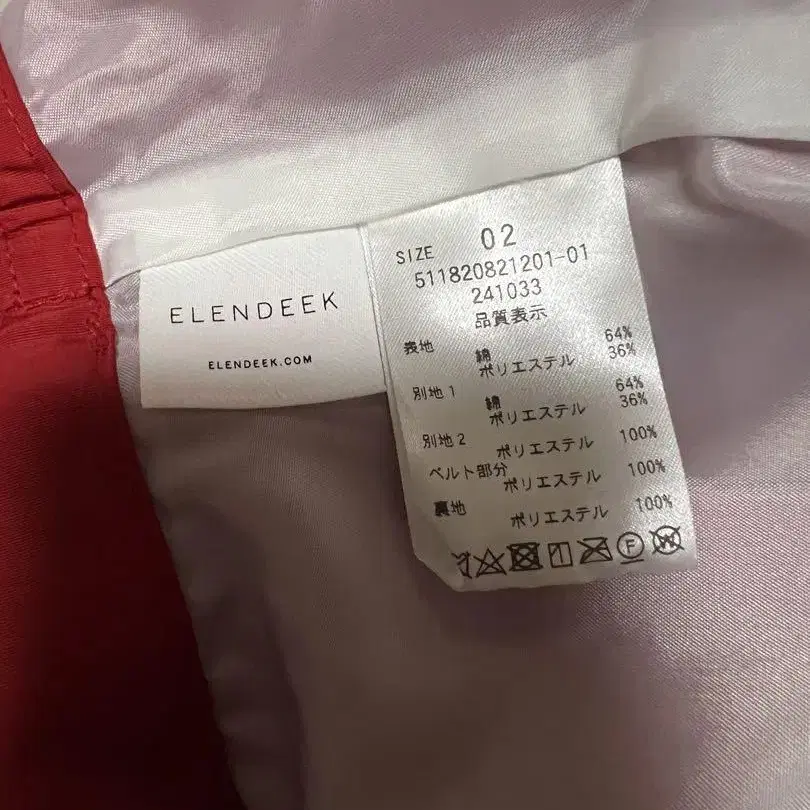 ELENDEEK
ELENDEEK.COM
SIZE 02
511820821201-01
241033
品質表示
表地 綿 64%
ポリエステル 36%
別地1 綿 64%
ポリエステル 36%
別地2 ポリエステル 100%
ベルト部分 ポリエステル 100%
裏地 ポリエステル 100%
F W